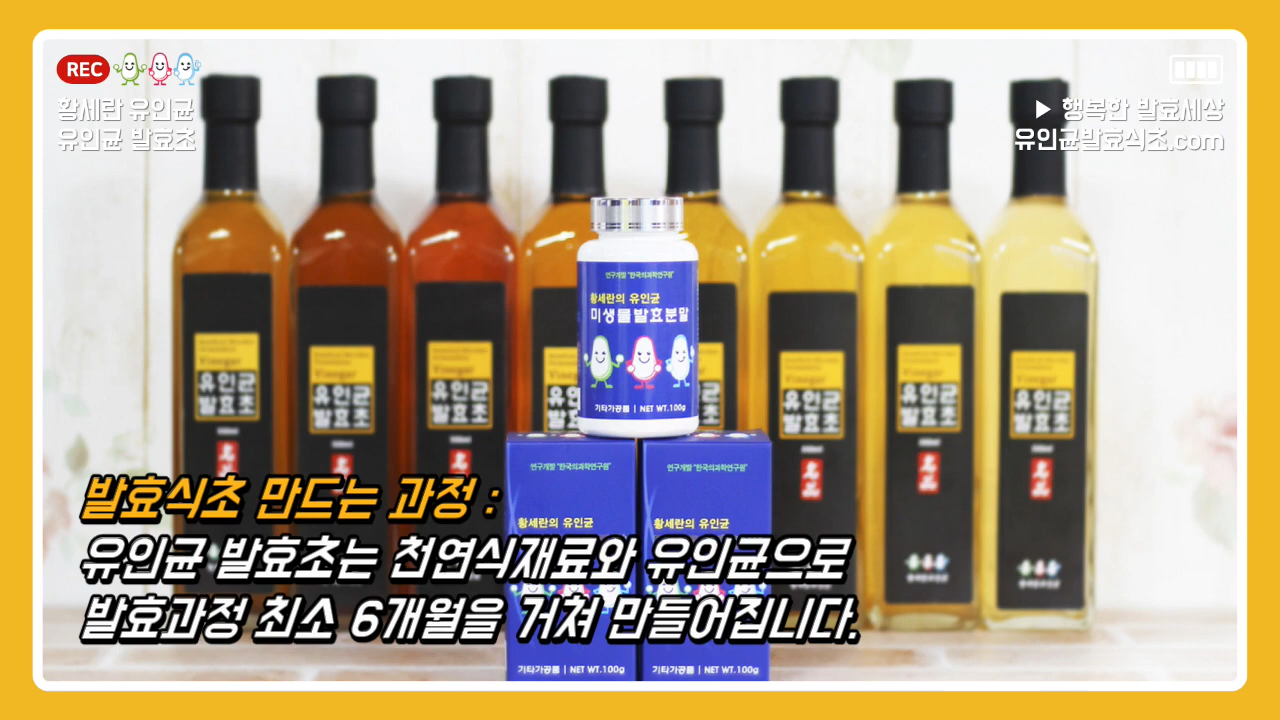 REC
황세란 유인균
유인균 발효초
▶ 행복한 발효세상
유인균발효식초.com
연구개발 "한국의과학연구원"
황세란의 유인균
미생물발효분말
기타가공품 | NET WT.100g
Vinegar
유인균
발효초
Vinegar
유인균
발효초
Vinegar
유인균
발효초
Vinegar
유인균
발효초
Vinegar
유인균
발효초
Vinegar
유인균
발효초
연구개발 "한국의과학연구원"
황세란의 유인균
연구개발 "한국의과학연구원"
황세란의 유인균
발효식초 만드는 과정 :
유인균 발효초는 천연식재료와 유인균으로
발효과정 최소 6개월을 거쳐 만들어집니다.
기타가공품 | NET WT.100g
기타가공품 | NET WT.100g